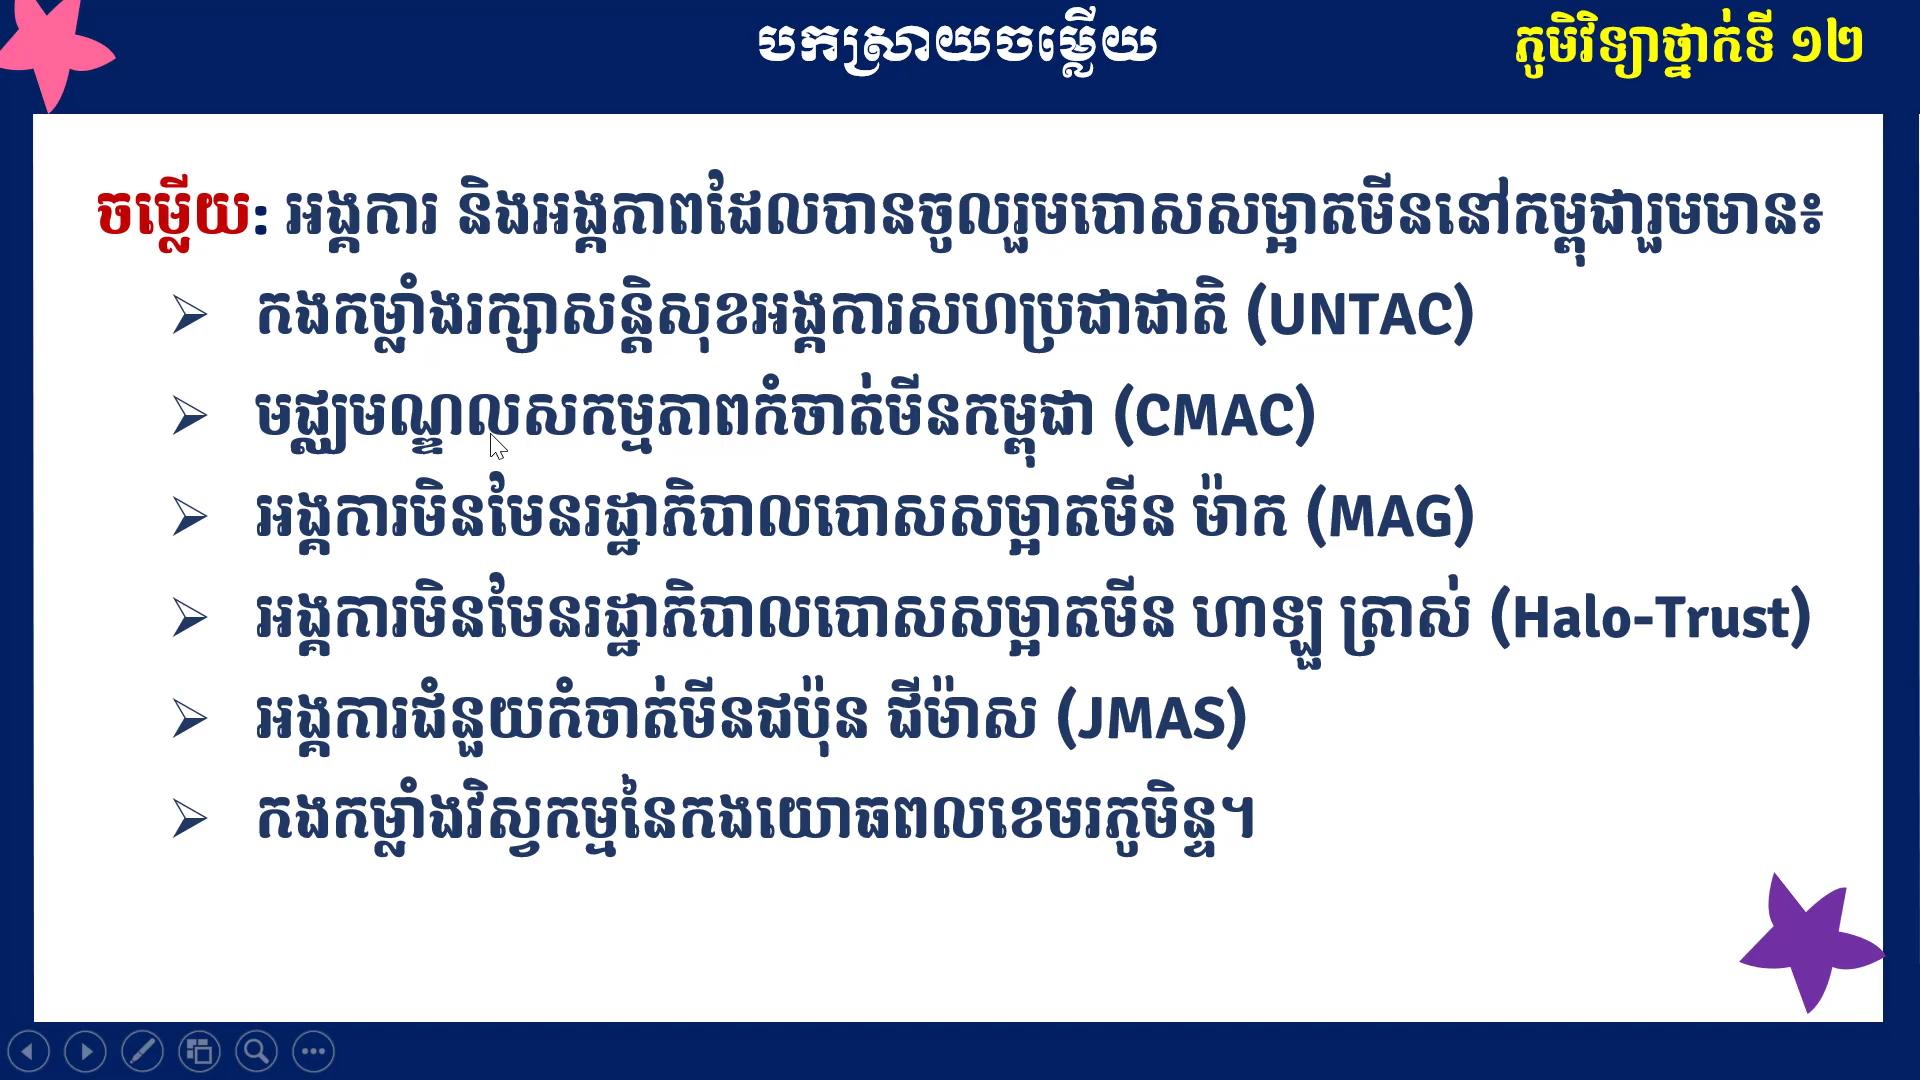 បកស្រាយចម្លើយ
ភូមិវិទ្យាថ្នាក់ទី ១២
ចម្លើយ: អង្គការ និងអង្គភាពដែលបានចូលរួមបោសសម្អាតមីននៅកម្ពុជារួមមាន៖
➢ កងកម្លាំងរក្សាសន្តិសុខអង្គការសហប្រជាជាតិ (UNTAC)
➢ មជ្ឈមណ្ឌលសកម្មភាពកំចាត់មីនកម្ពុជា (CMAC)
➢ អង្គការមិនមែនរដ្ឋាភិបាលបោសសម្អាតមីន ម៉ាក (MAG)
➢ អង្គការមិនមែនរដ្ឋាភិបាលបោសសម្អាតមីន ហាឡូ ត្រាស់ (Halo-Trust)
➢ អង្គការជំនួយកំចាត់មីនជប៉ុន ជីម៉ាស (JMAS)
➢ កងកម្លាំងវិស្វកម្មនៃកងយោធពលខេមរភូមិន្ទ។